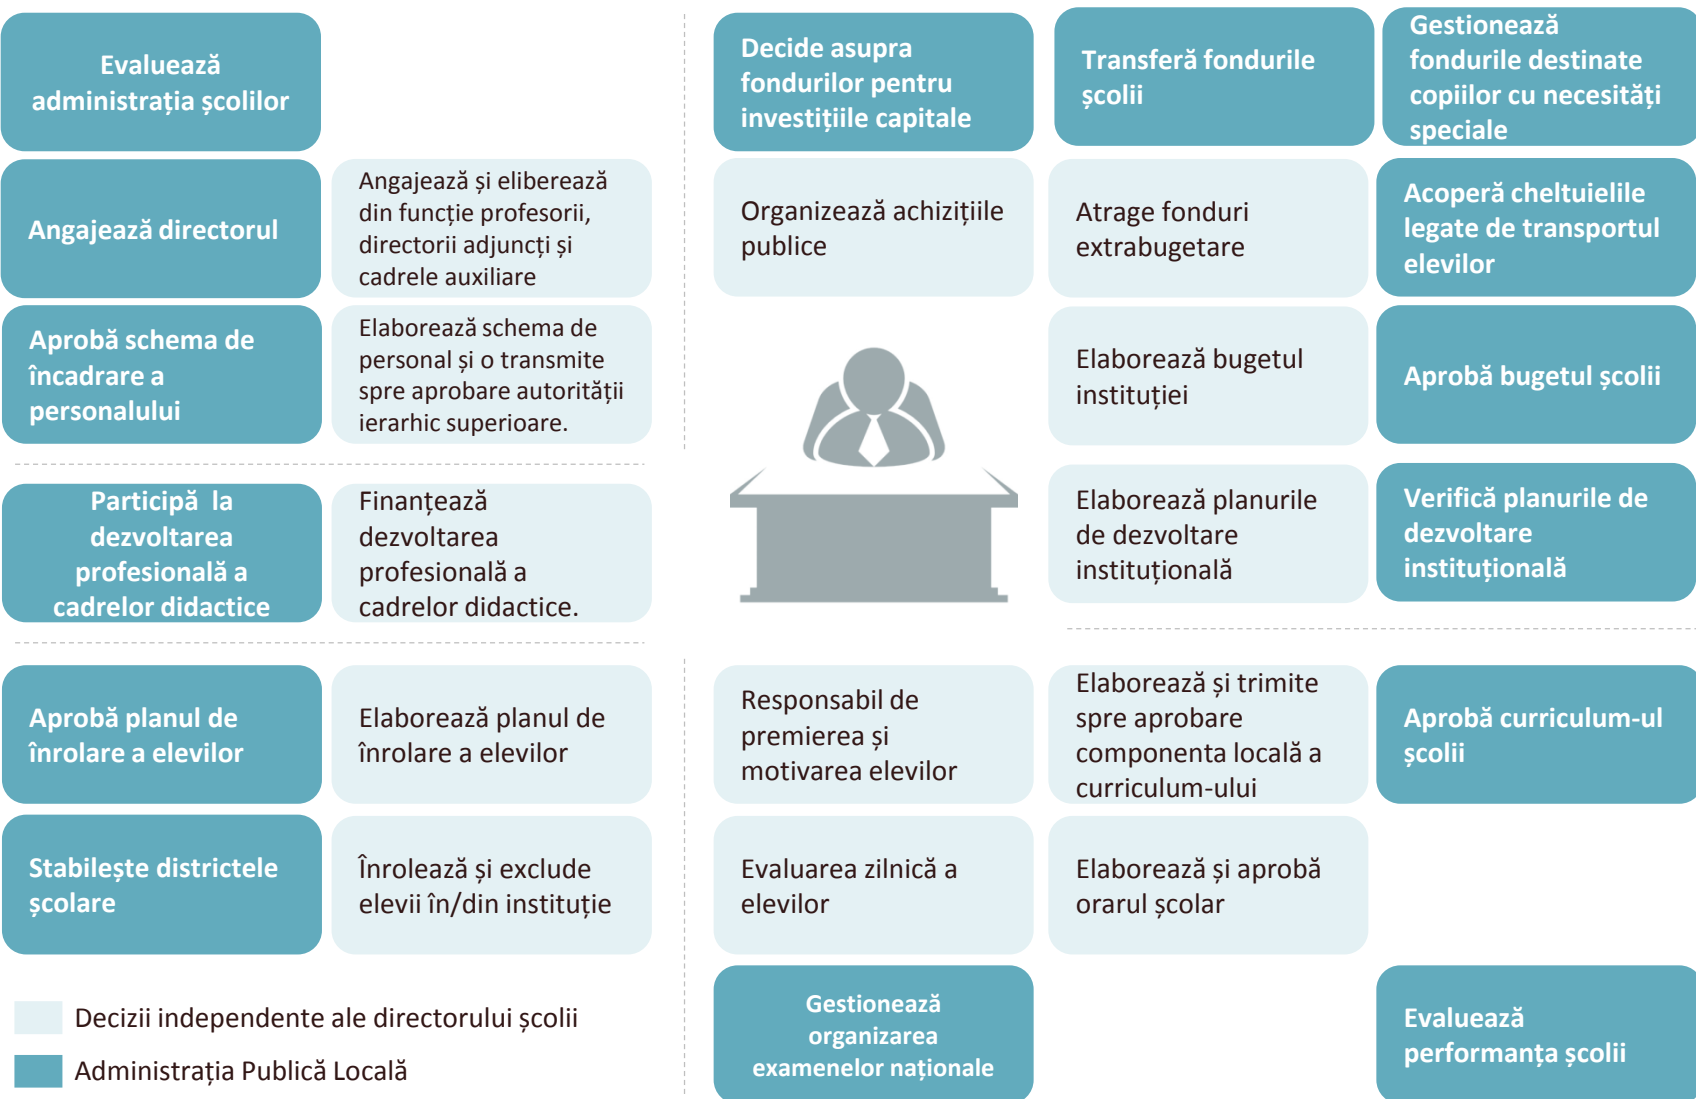 Evaluează
administrația școlilor
Decide asupra
fondurilor pentru
investițiile capitale
Transferă fondurile
școlii
Gestionează
fondurile destinate
copiilor cu necesități
speciale
Angajează directorul
Angajează și eliberează
din funcție profesorii,
directorii adjuncți și
cadrele auxiliare
Organizează achizițiile
publice
Atrage fonduri
extrabugetare
Acoperă cheltuielile
legate de transportul
elevilor
Aprobă schema de
încadrare a
personalului
Elaborează schema de
personal și o transmite
spre aprobare autorității
ierarhic superioare.
Elaborează bugetul
instituției
Aprobă bugetul școlii
Participă  la
dezvoltarea
profesională a
cadrelor didactice
Finanțează
dezvoltarea
profesională a
cadrelor didactice.
Elaborează planurile
de dezvoltare
instituțională
Verifică planurile de
dezvoltare
instituțională
Aprobă planul de
înrolare a elevilor
Elaborează planul de
înrolare a elevilor
Responsabil de
premierea și
motivarea elevilor
Elaborează și trimite
spre aprobare
componenta locală a
curriculum-ului
Aprobă curriculum-ul
școlii
Stabilește districtele
școlare
Înrolează și exclude
elevii în/din instituție
Evaluarea zilnică a
elevilor
Elaborează și aprobă
orarul școlar
Decizii independente ale directorului școlii
Administrația Publică Locală
Gestionează
organizarea
examenelor naționale
Evaluează
performanța școlii